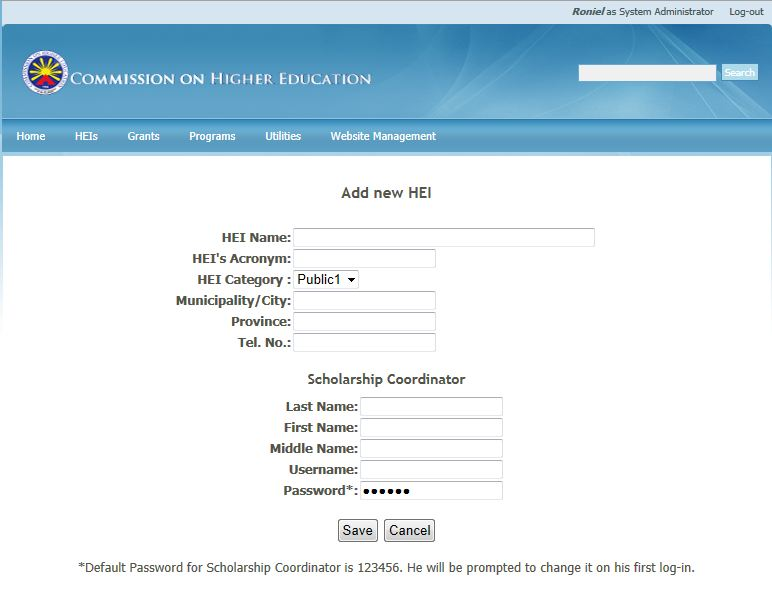 Roniel as System Administrator Log-out
COMMISSION ON HIGHER EDUCATION
Search
Home HEIs Grants Programs Utilities Website Management
Add new HEI
HEI Name:
HEI's Acronym:
HEI Category : Public1
Municipality/City:
Province:
Tel. No.:
Scholarship Coordinator
Last Name:
First Name:
Middle Name:
Username:
Password*: ••••••
Save Cancel
*Default Password for Scholarship Coordinator is 123456. He will be prompted to change it on his first log-in.